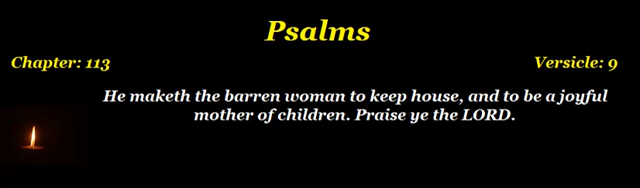 Psalms
Chapter: 113
Versicle: 9
He maketh the barren woman to keep house, and to be a joyful
mother of children. Praise ye the LORD.